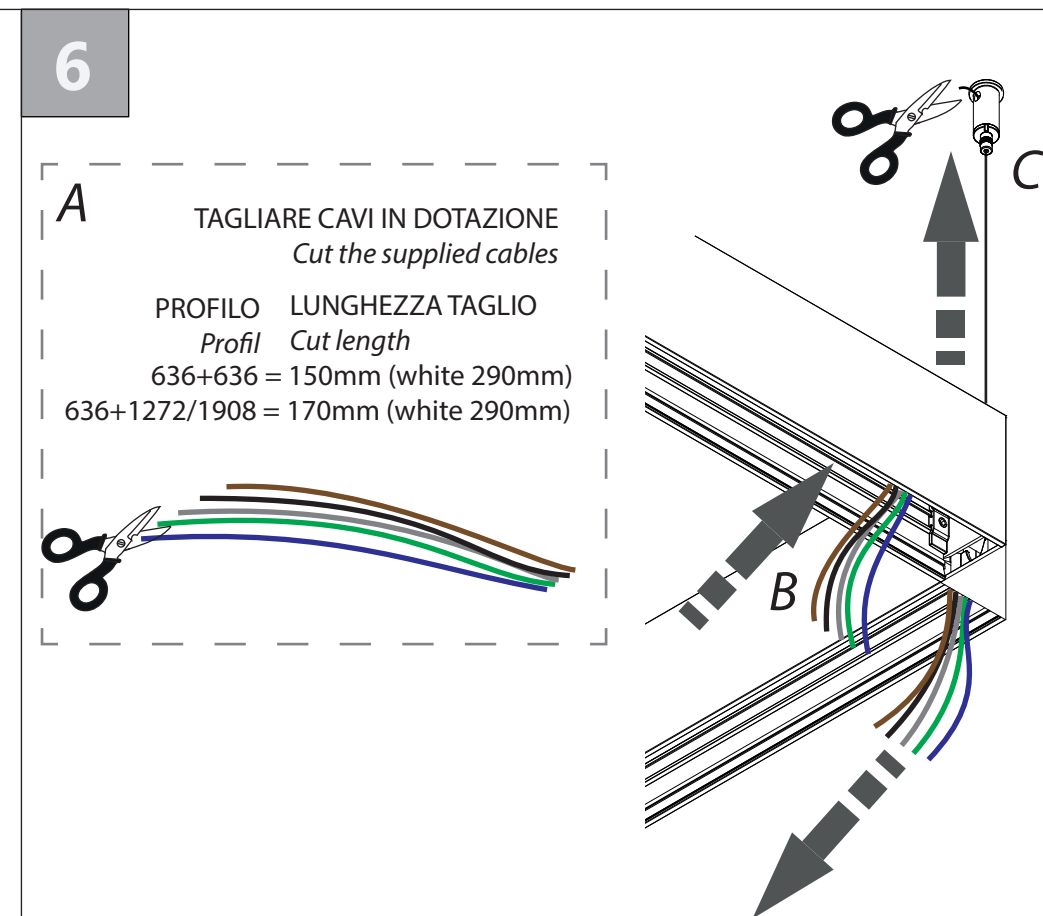 6
A
TAGLIARE CAVI IN DOTAZIONE
Cut the supplied cables
PROFILO LUNGHEZZA TAGLIO
Profil Cut length
636+636 = 150mm (white 290mm)
636+1272/1908 = 170mm (white 290mm)
C
B